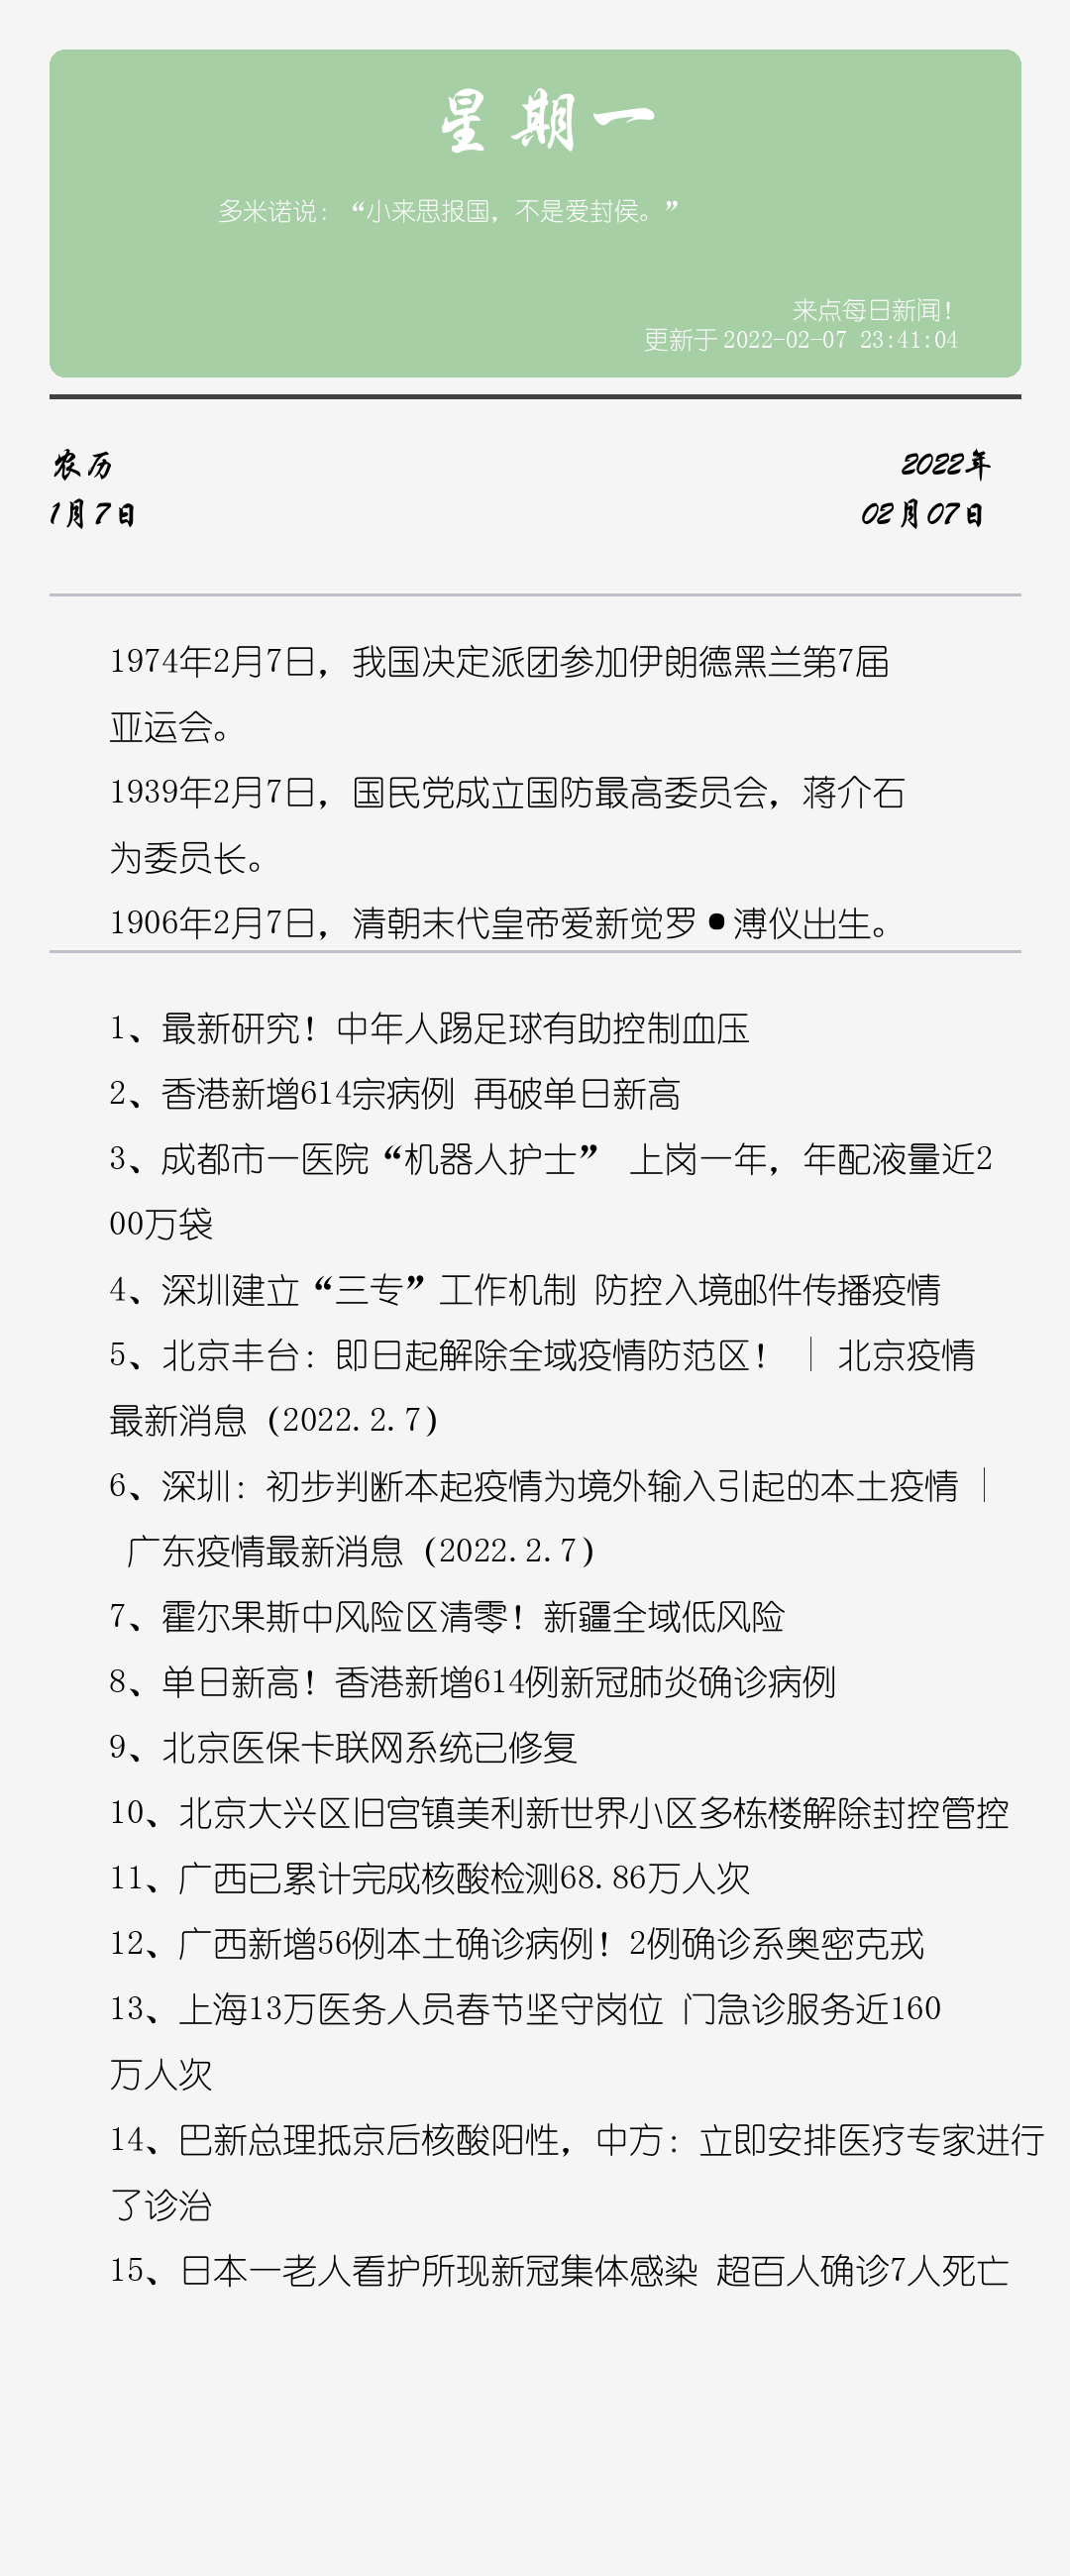 星期一
多米诺说：“小来思报国，不是爱封侯。”
来点每日新闻！
更新于 2022-02-07 23:41:04
农历
2022年
1月7日
02月07日
1974年2月7日，我国决定派团参加伊朗德黑兰第7届
亚运会。
1939年2月7日，国民党成立国防最高委员会，蒋介石
为委员长。
1906年2月7日，清朝末代皇帝爱新觉罗•溥仪出生。
1、最新研究！中年人踢足球有助控制血压
2、香港新增614宗病例 再破单日新高
3、成都市一医院“机器人护士” 上岗一年，年配液量近2
00万袋
4、深圳建立“三专”工作机制 防控入境邮件传播疫情
5、北京丰台：即日起解除全域疫情防范区！ ｜ 北京疫情
最新消息（2022.2.7）
6、深圳：初步判断本起疫情为境外输入引起的本土疫情 ｜
广东疫情最新消息（2022.2.7）
7、霍尔果斯中风险区清零！新疆全域低风险
8、单日新高！香港新增614例新冠肺炎确诊病例
9、北京医保卡联网系统已修复
10、北京大兴区旧宫镇美利新世界小区多栋楼解除封控管控
11、广西已累计完成核酸检测68.86万人次
12、广西新增56例本土确诊病例！2例确诊系奥密克戎
13、上海13万医务人员春节坚守岗位 门急诊服务近160
万人次
14、巴新总理抵京后核酸阳性，中方：立即安排医疗专家进行
了诊治
15、日本一老人看护所现新冠集体感染 超百人确诊7人死亡